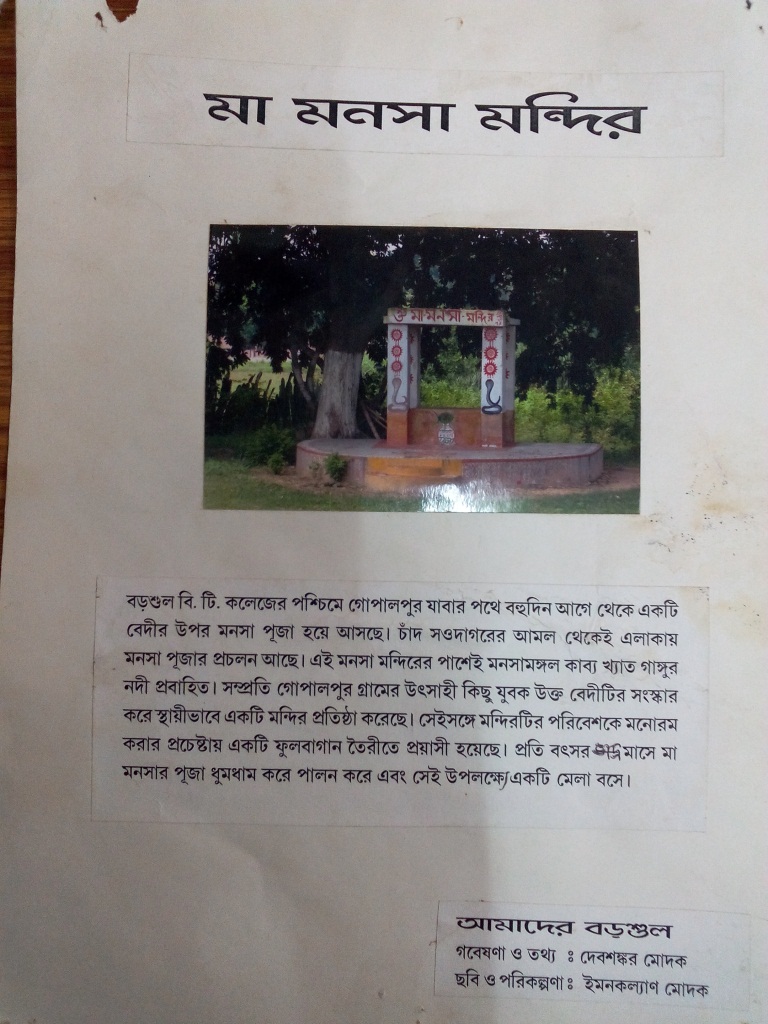 মা মনসা মন্দির
মা-মনসা-মন্দির
বড়শুল বি. টি. কলেজের পশ্চিমে গোপালপুর যাবার পথে বহুদিন আগে থেকে একটি
বেদীর উপর মনসা পূজা হয়ে আসছে। চাঁদ সওদাগরের আমল থেকেই এলাকায়
মনসা পূজার প্রচলন আছে। এই মনসা মন্দিরের পাশেই মনসামঙ্গল কাব্য খ্যাত গাঙ্গুর
নদী প্রবাহিত। সম্প্রতি গোপালপুর গ্রামের উৎসাহী কিছু যুবক উক্ত বেদীটির সংস্কার
করে স্থায়ীভাবে একটি মন্দির প্রতিষ্ঠা করেছে। সেইসঙ্গে মন্দিরটির পরিবেশকে মনোরম
করার প্রচেষ্টায় একটি ফুলবাগান তৈরীতে প্রয়াসী হয়েছে। প্রতি বৎসর মাসে মা
মনসার পূজা ধুমধাম করে পালন করে এবং সেই উপলক্ষ্যে একটি মেলা বসে।
আমাদের বড়শুল
গবেষণা ও তথ্য : দেবশঙ্কর মোদক
ছবি ও পরিকল্পণা : ইমনকল্যাণ মোদক